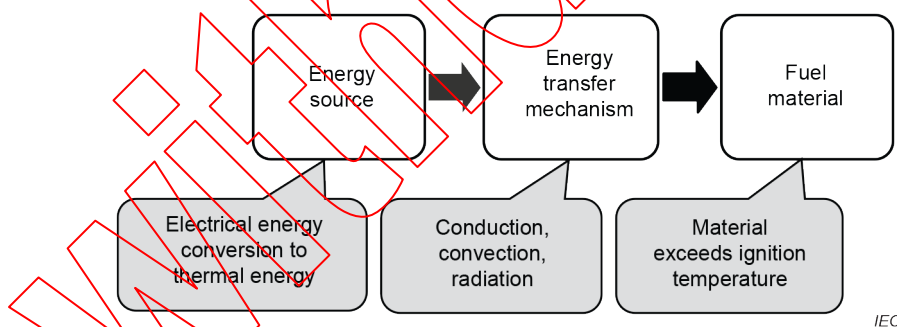 Energy
source
Energy
transfer
mechanism
Fuel
material
Electrical energy
conversion to
thermal energy
Conduction,
convection,
radiation
Material
exceeds ignition
temperature
IEC